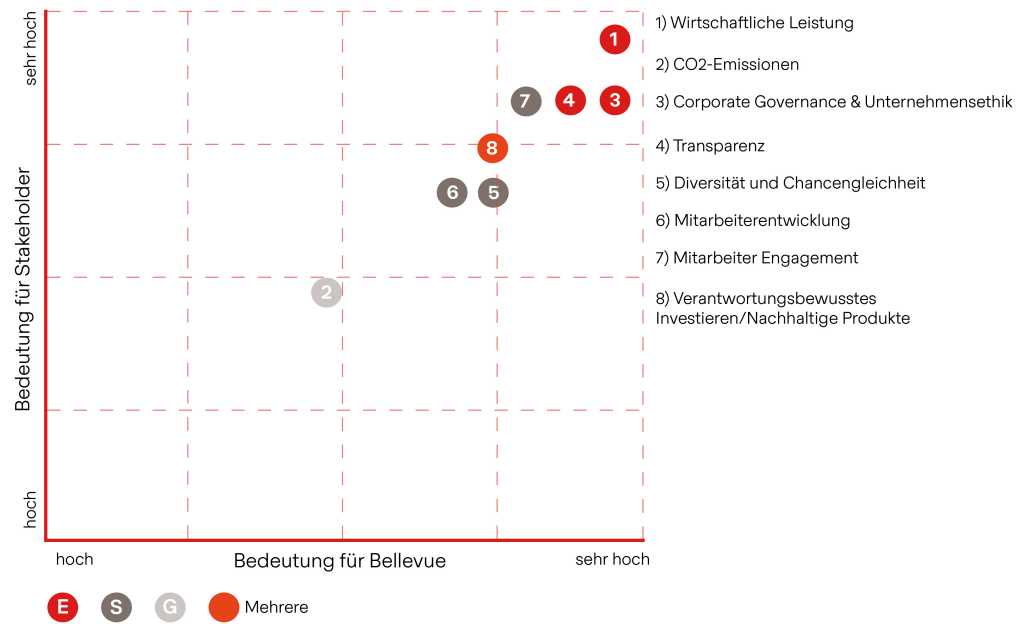 sehr hoch
Bedeutung für Stakeholder
hoch
1
7
4
3
8
6
5
2
hoch
Bedeutung für Bellevue
sehr hoch
E
S
G
Mehrere
1) Wirtschaftliche Leistung
2) CO2-Emissionen
3) Corporate Governance & Unternehmensethik
4) Transparenz
5) Diversität und Chancengleichheit
6) Mitarbeiterentwicklung
7) Mitarbeiter Engagement
8) Verantwortungsbewusstes
Investieren/Nachhaltige Produkte